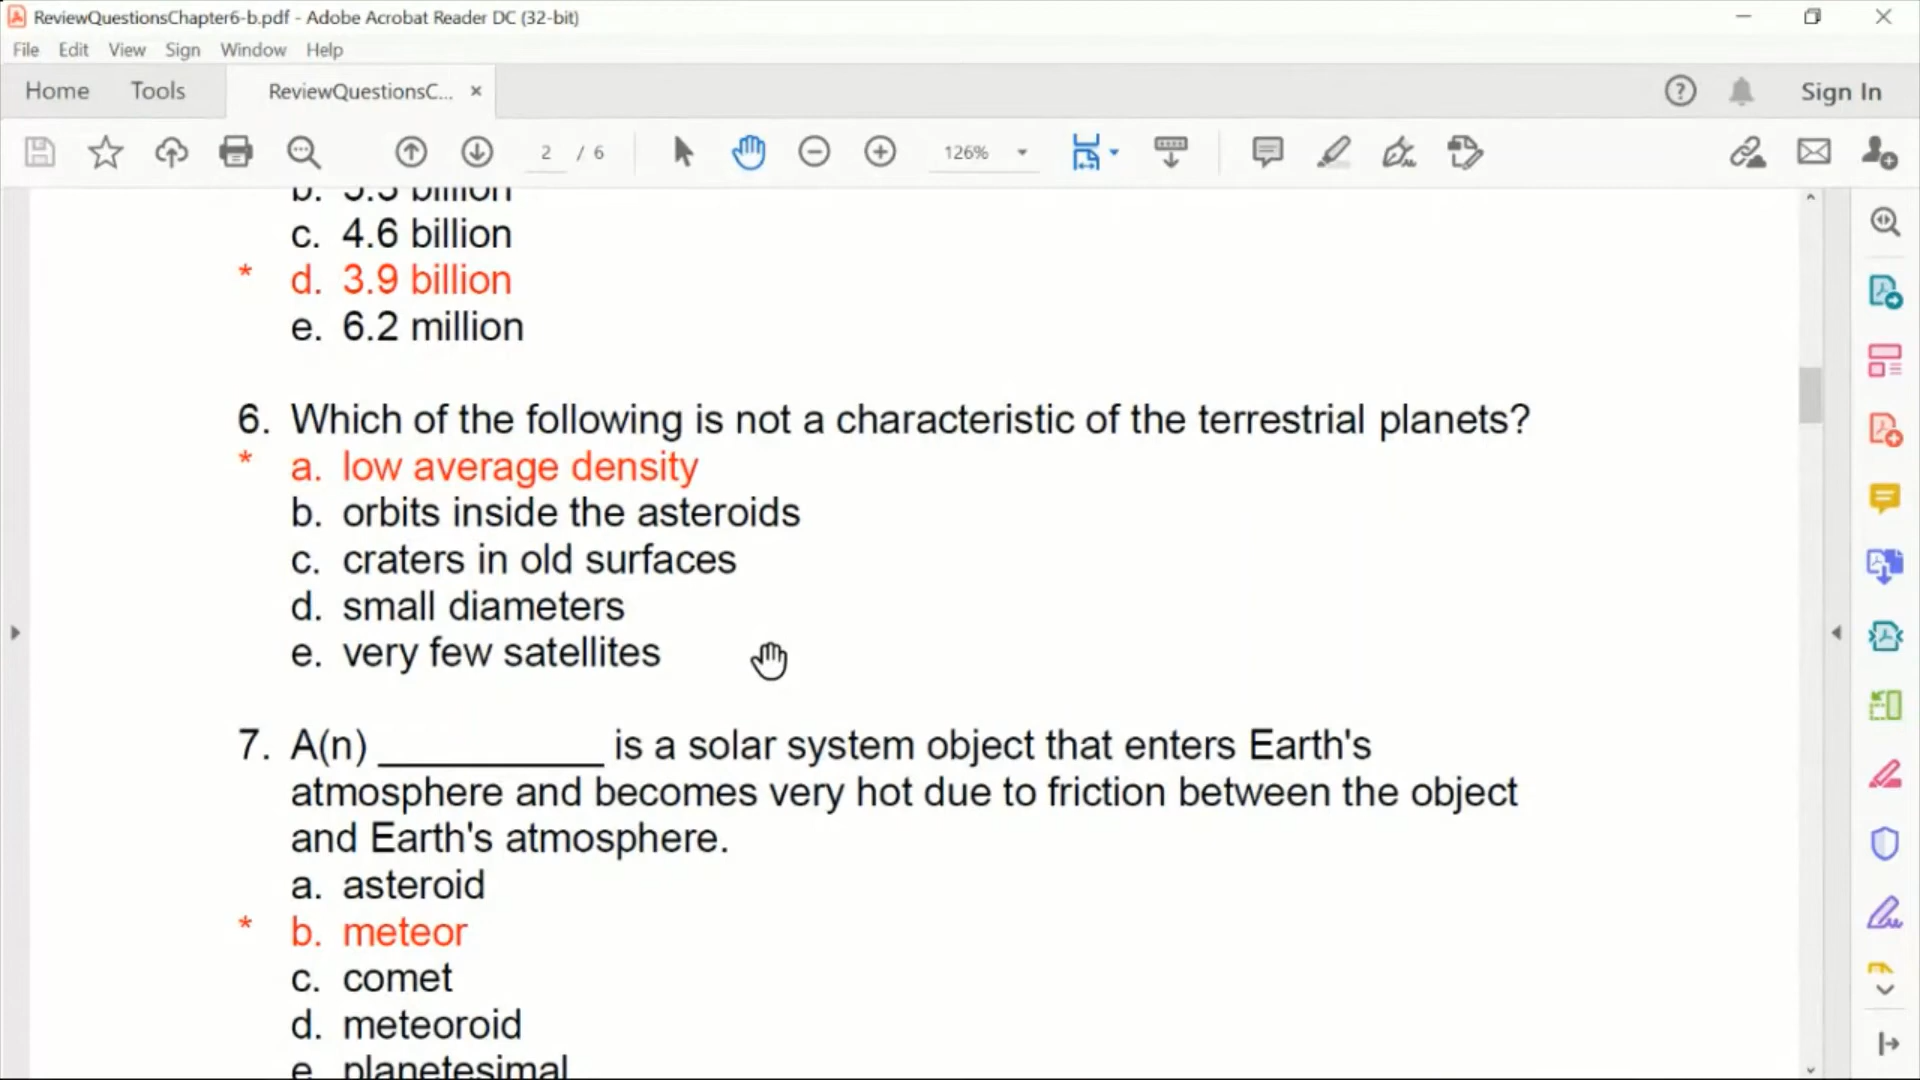 ReviewQuestionsChapter6-b.pdf - Adobe Acrobat Reader DC (32-bit)
File Edit View Sign Window Help
Home Tools ReviewQuestionsC... × Sign In
2 / 6 126%
b. 5.5 billion
c. 4.6 billion
* d. 3.9 billion
e. 6.2 million
6. Which of the following is not a characteristic of the terrestrial planets?
* a. low average density
b. orbits inside the asteroids
c. craters in old surfaces
d. small diameters
e. very few satellites
7. A(n) __________ is a solar system object that enters Earth's
atmosphere and becomes very hot due to friction between the object
and Earth's atmosphere.
a. asteroid
* b. meteor
c. comet
d. meteoroid
e planetesimal